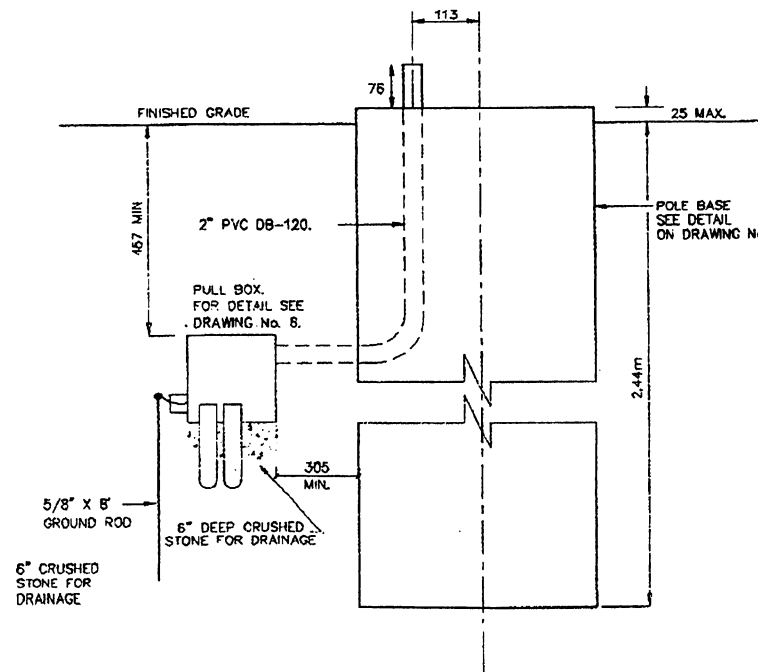 113
76
FINISHED GRADE
25 MAX.
457 MIN
2" PVC DB-120.
POLE BASE
SEE DETAIL
ON DRAWING
PULL BOX.
FOR DETAIL SEE
DRAWING No. 8.
2.44m
305
MIN.
5/8" X 8'
GROUND ROD
6" DEEP CRUSHED
STONE FOR DRAINAGE
6" CRUSHED
STONE FOR
DRAINAGE